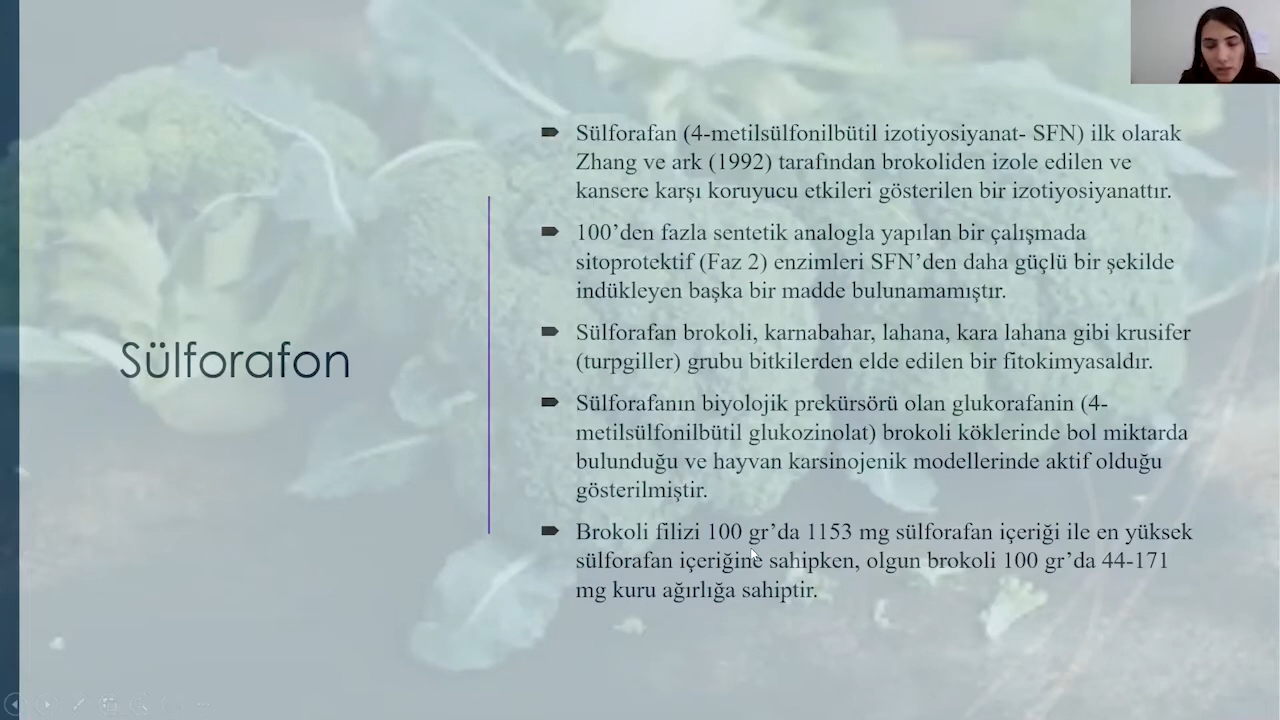 Sülforafon
Sülforafan (4-metilsülfonilbütil izotiyosiyanat- SFN) ilk olarak
Zhang ve ark (1992) tarafından brokoliden izole edilen ve
kansere karşı koruyucu etkileri gösterilen bir izotiyosiyanattır.
100’den fazla sentetik analogla yapılan bir çalışmada
sitoprotektif (Faz 2) enzimleri SFN’den daha güçlü bir şekilde
indükleyen başka bir madde bulunamamıştır.
Sülforafan brokoli, karnabahar, lahana, kara lahana gibi krusifer
(turpgiller) grubu bitkilerden elde edilen bir fitokimyasaldır.
Sülforafanın biyolojik prekürsörü olan glukorafanin (4-
metilsülfonilbütil glukozinolat) brokoli köklerinde bol miktarda
bulunduğu ve hayvan karsinojenik modellerinde aktif olduğu
gösterilmiştir.
Brokoli filizi 100 gr’da 1153 mg sülforafan içeriği ile en yüksek
sülforafan içeriğine sahipken, olgun brokoli 100 gr’da 44-171
mg kuru ağırlığa sahiptir.